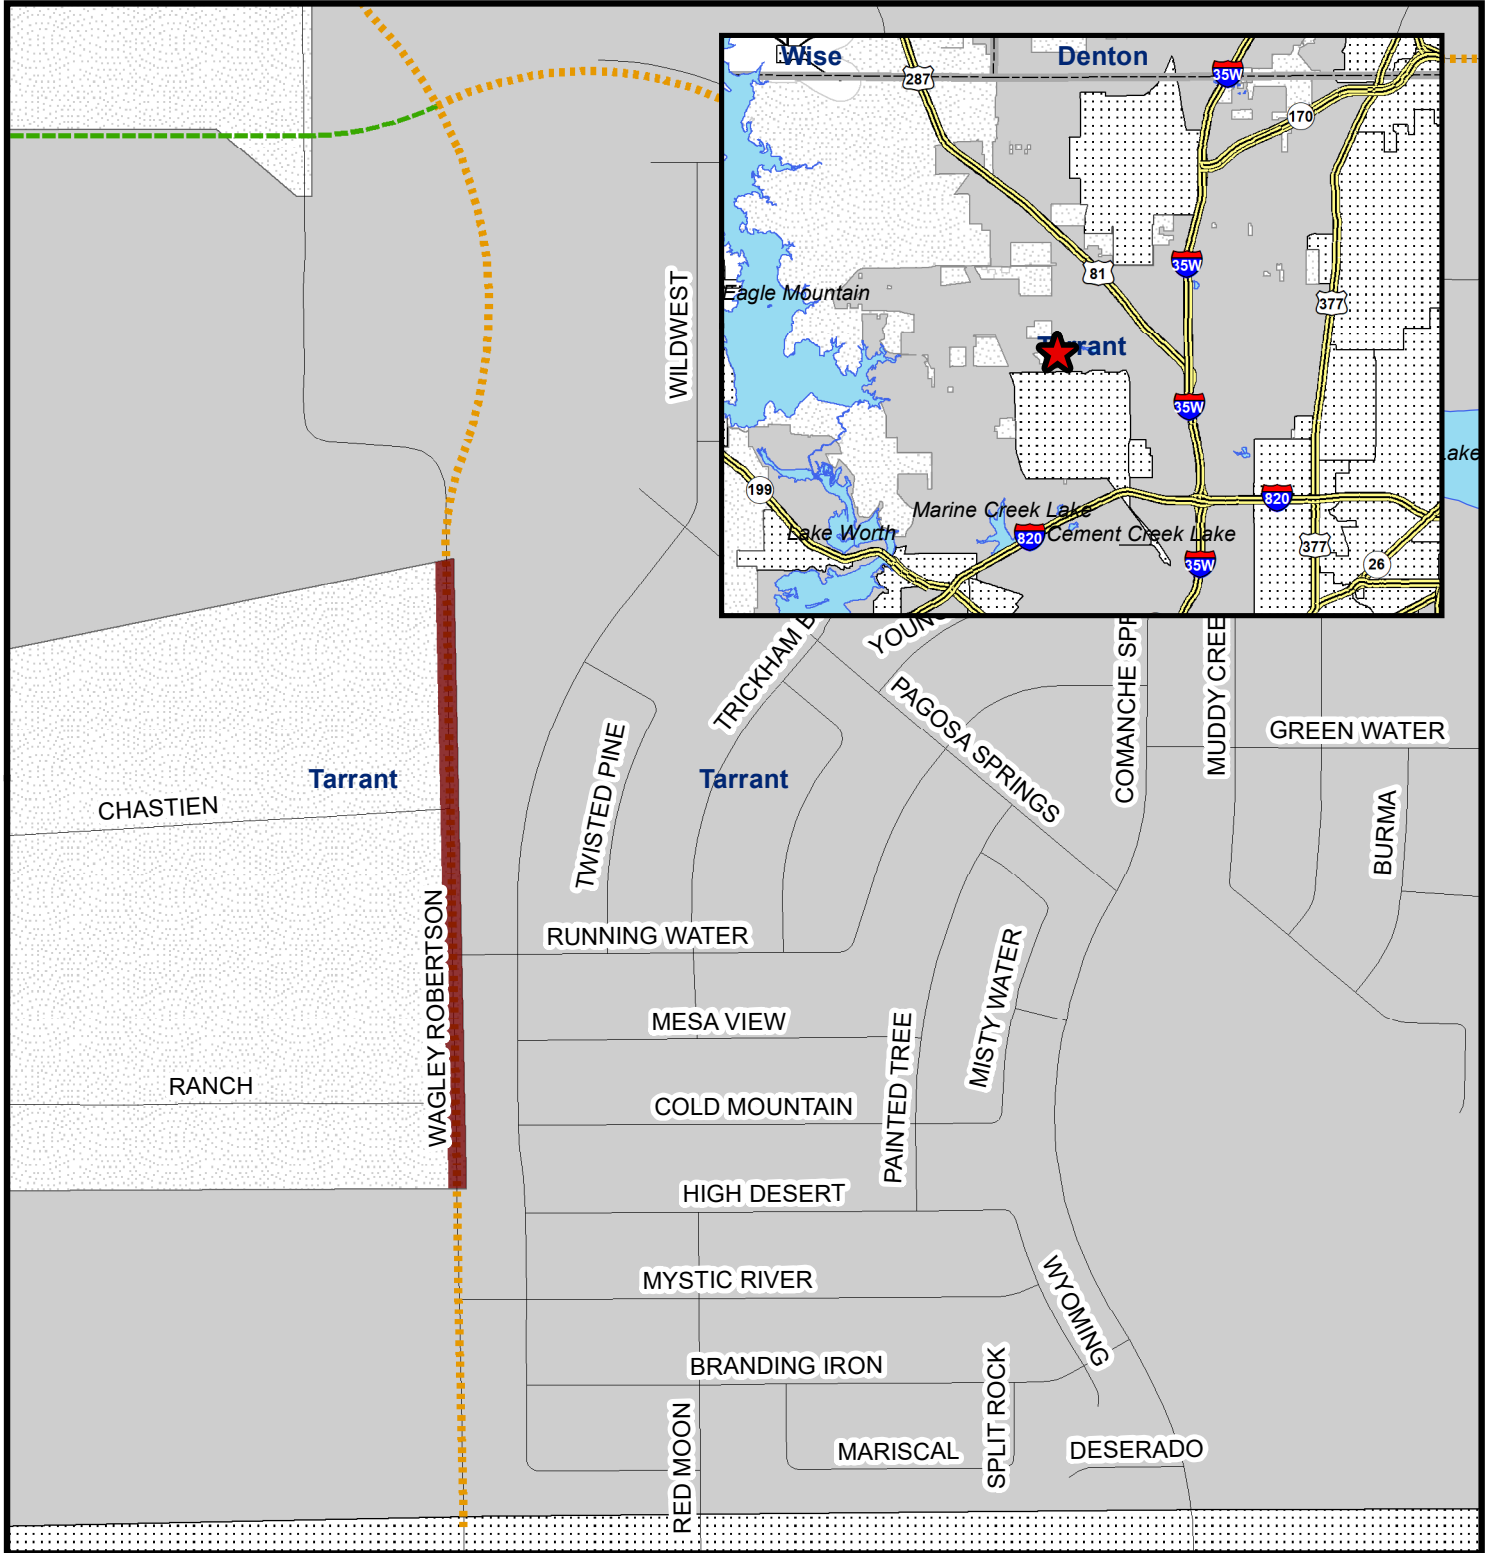 Wise
Denton
287
35W
170
35W
81
Eagle Mountain
377
Tarrant
35W
199
Marine Creek Lake
820
Lake Worth
820
Cement Creek Lake
377
35W
26
Lake
WILDWEST
TRICKHAM B
YOUNG
PAGOSA SPRINGS
COMANCHE SPR
MUDDY CREE
GREEN WATER
TWISTED PINE
Tarrant
Tarrant
CHASTIEN
BURMA
WAGLEY ROBERTSON
RUNNING WATER
MISTY WATER
MESA VIEW
PAINTED TREE
RANCH
COLD MOUNTAIN
HIGH DESERT
MYSTIC RIVER
WYOMING
BRANDING IRON
SPLIT ROCK
RED MOON
MARISCAL
DESERADO